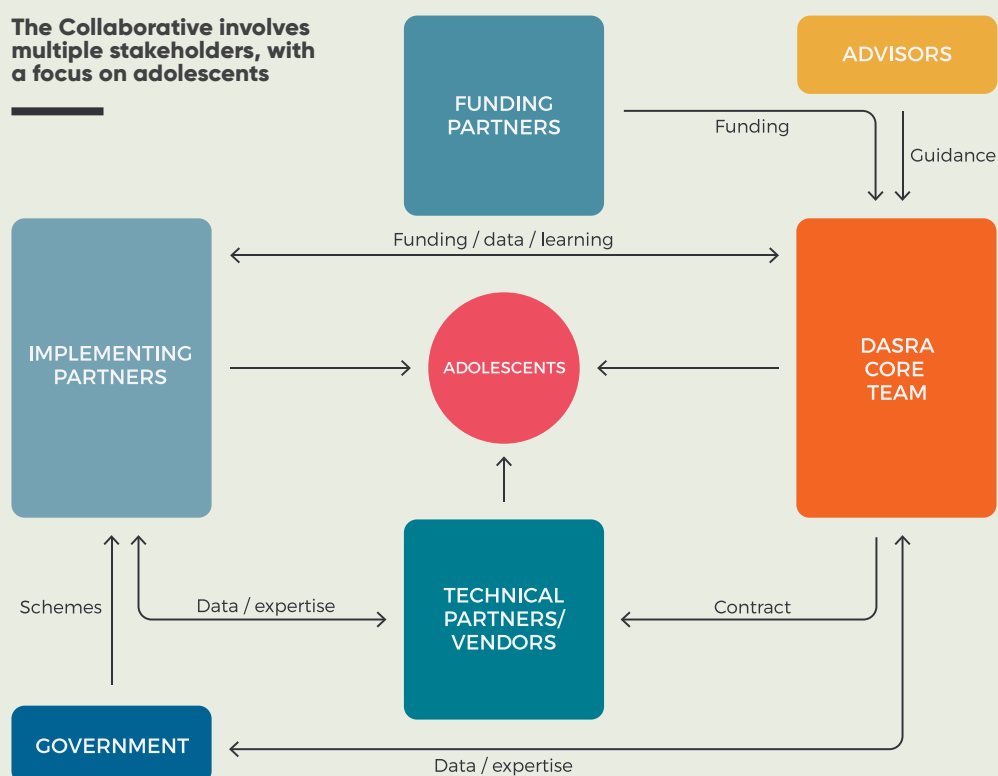 The Collaborative involves
multiple stakeholders, with
a focus on adolescents
FUNDING
PARTNERS
ADVISORS
Funding
Guidance
Funding / data / learning
IMPLEMENTING
PARTNERS
ADOLESCENTS
DASRA
CORE
TEAM
Schemes
Data / expertise
TECHNICAL
PARTNERS/
VENDORS
Contract
GOVERNMENT
Data / expertise